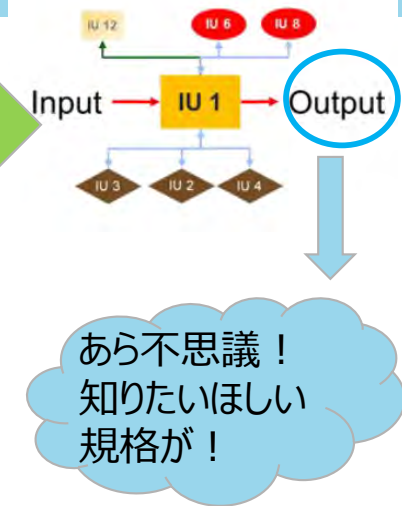 IU 12
IU 6
IU 8
Input
IU 1
Output
IU 3
IU 2
IU 4
あら不思議！
知りたいほしい
規格が！